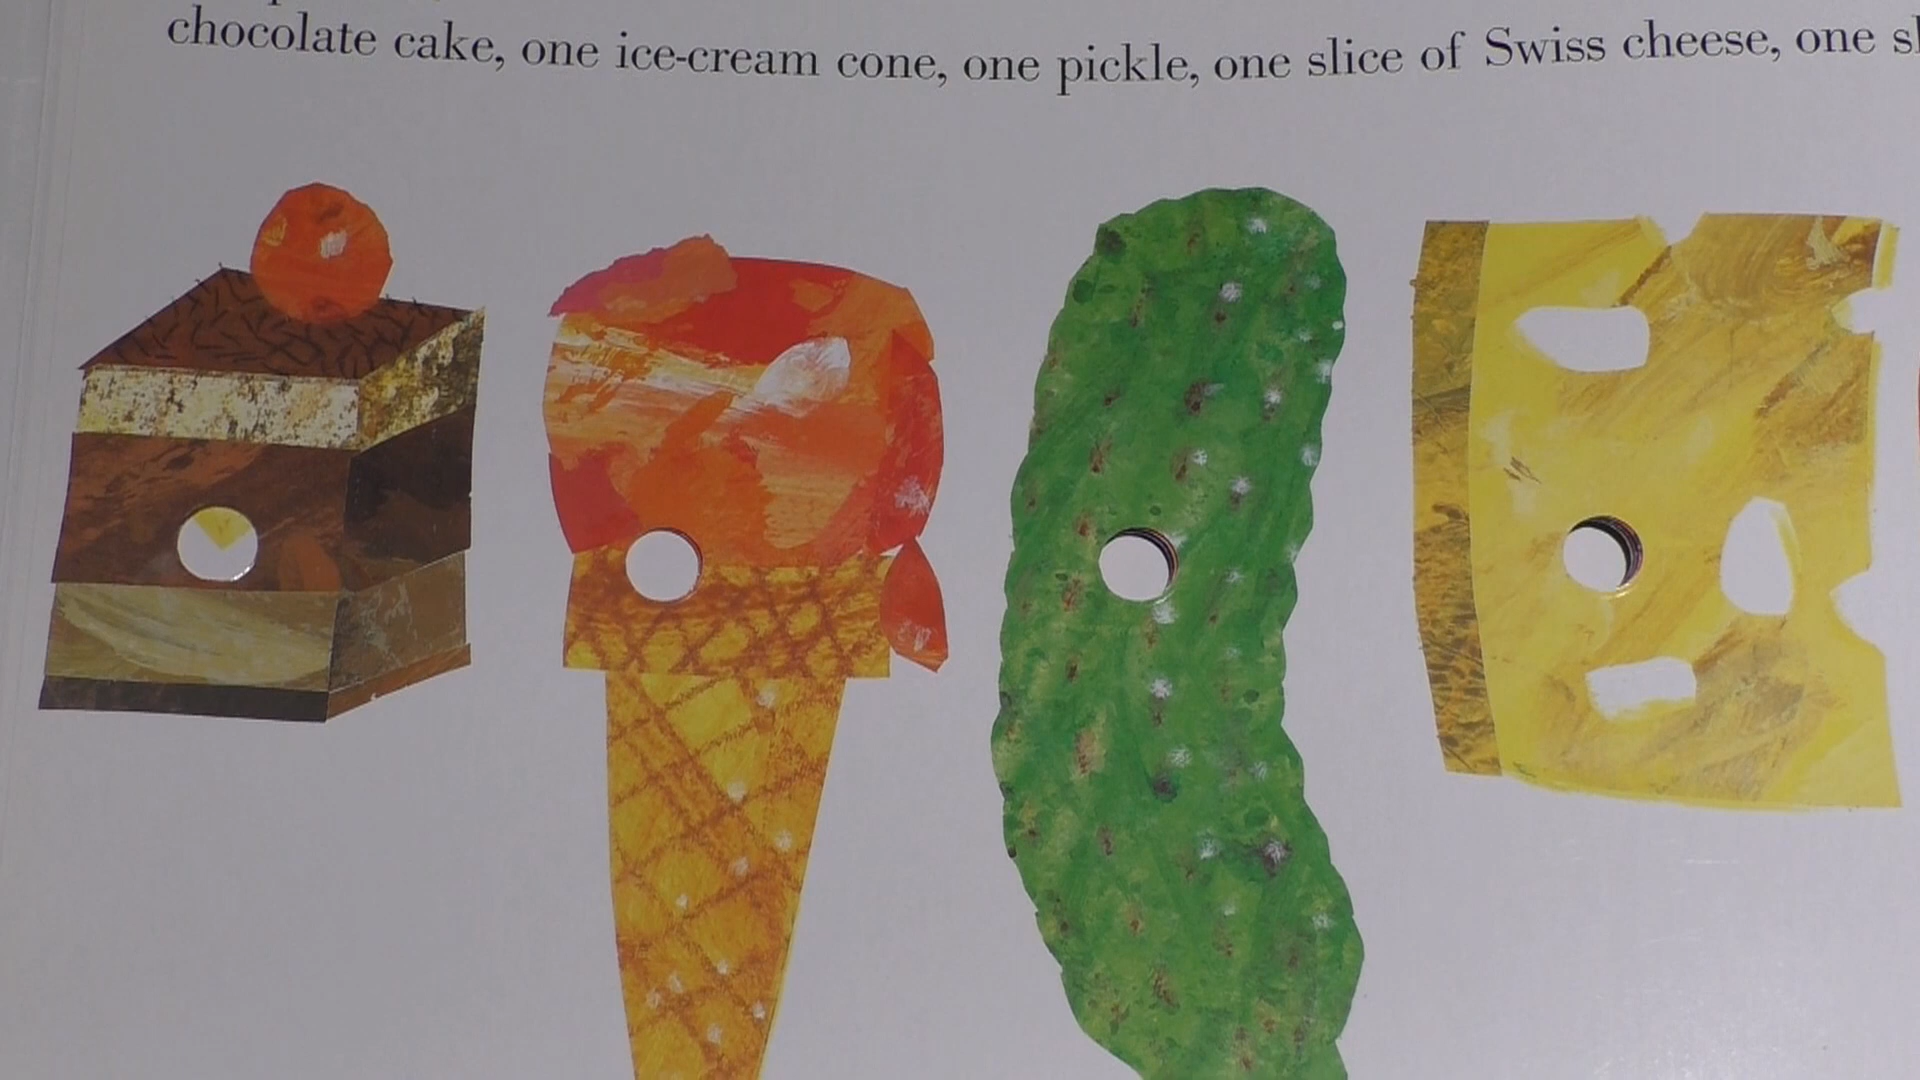 chocolate cake, one ice-cream cone, one pickle, one slice of Swiss cheese, one